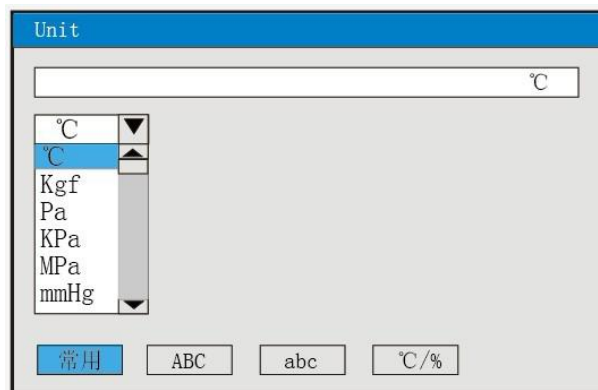 Unit
℃
℃
℃
Kgf
Pa
KPa
MPa
mmHg
常用 ABC abc ℃/%